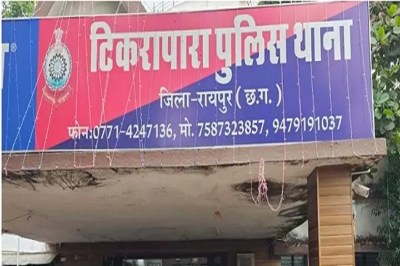 टिकरापारा पुलिस थाना
जिला-रायपुर ( छ.ग. )
फोन:0771-4247136, मो. 7587323857, 9479191037